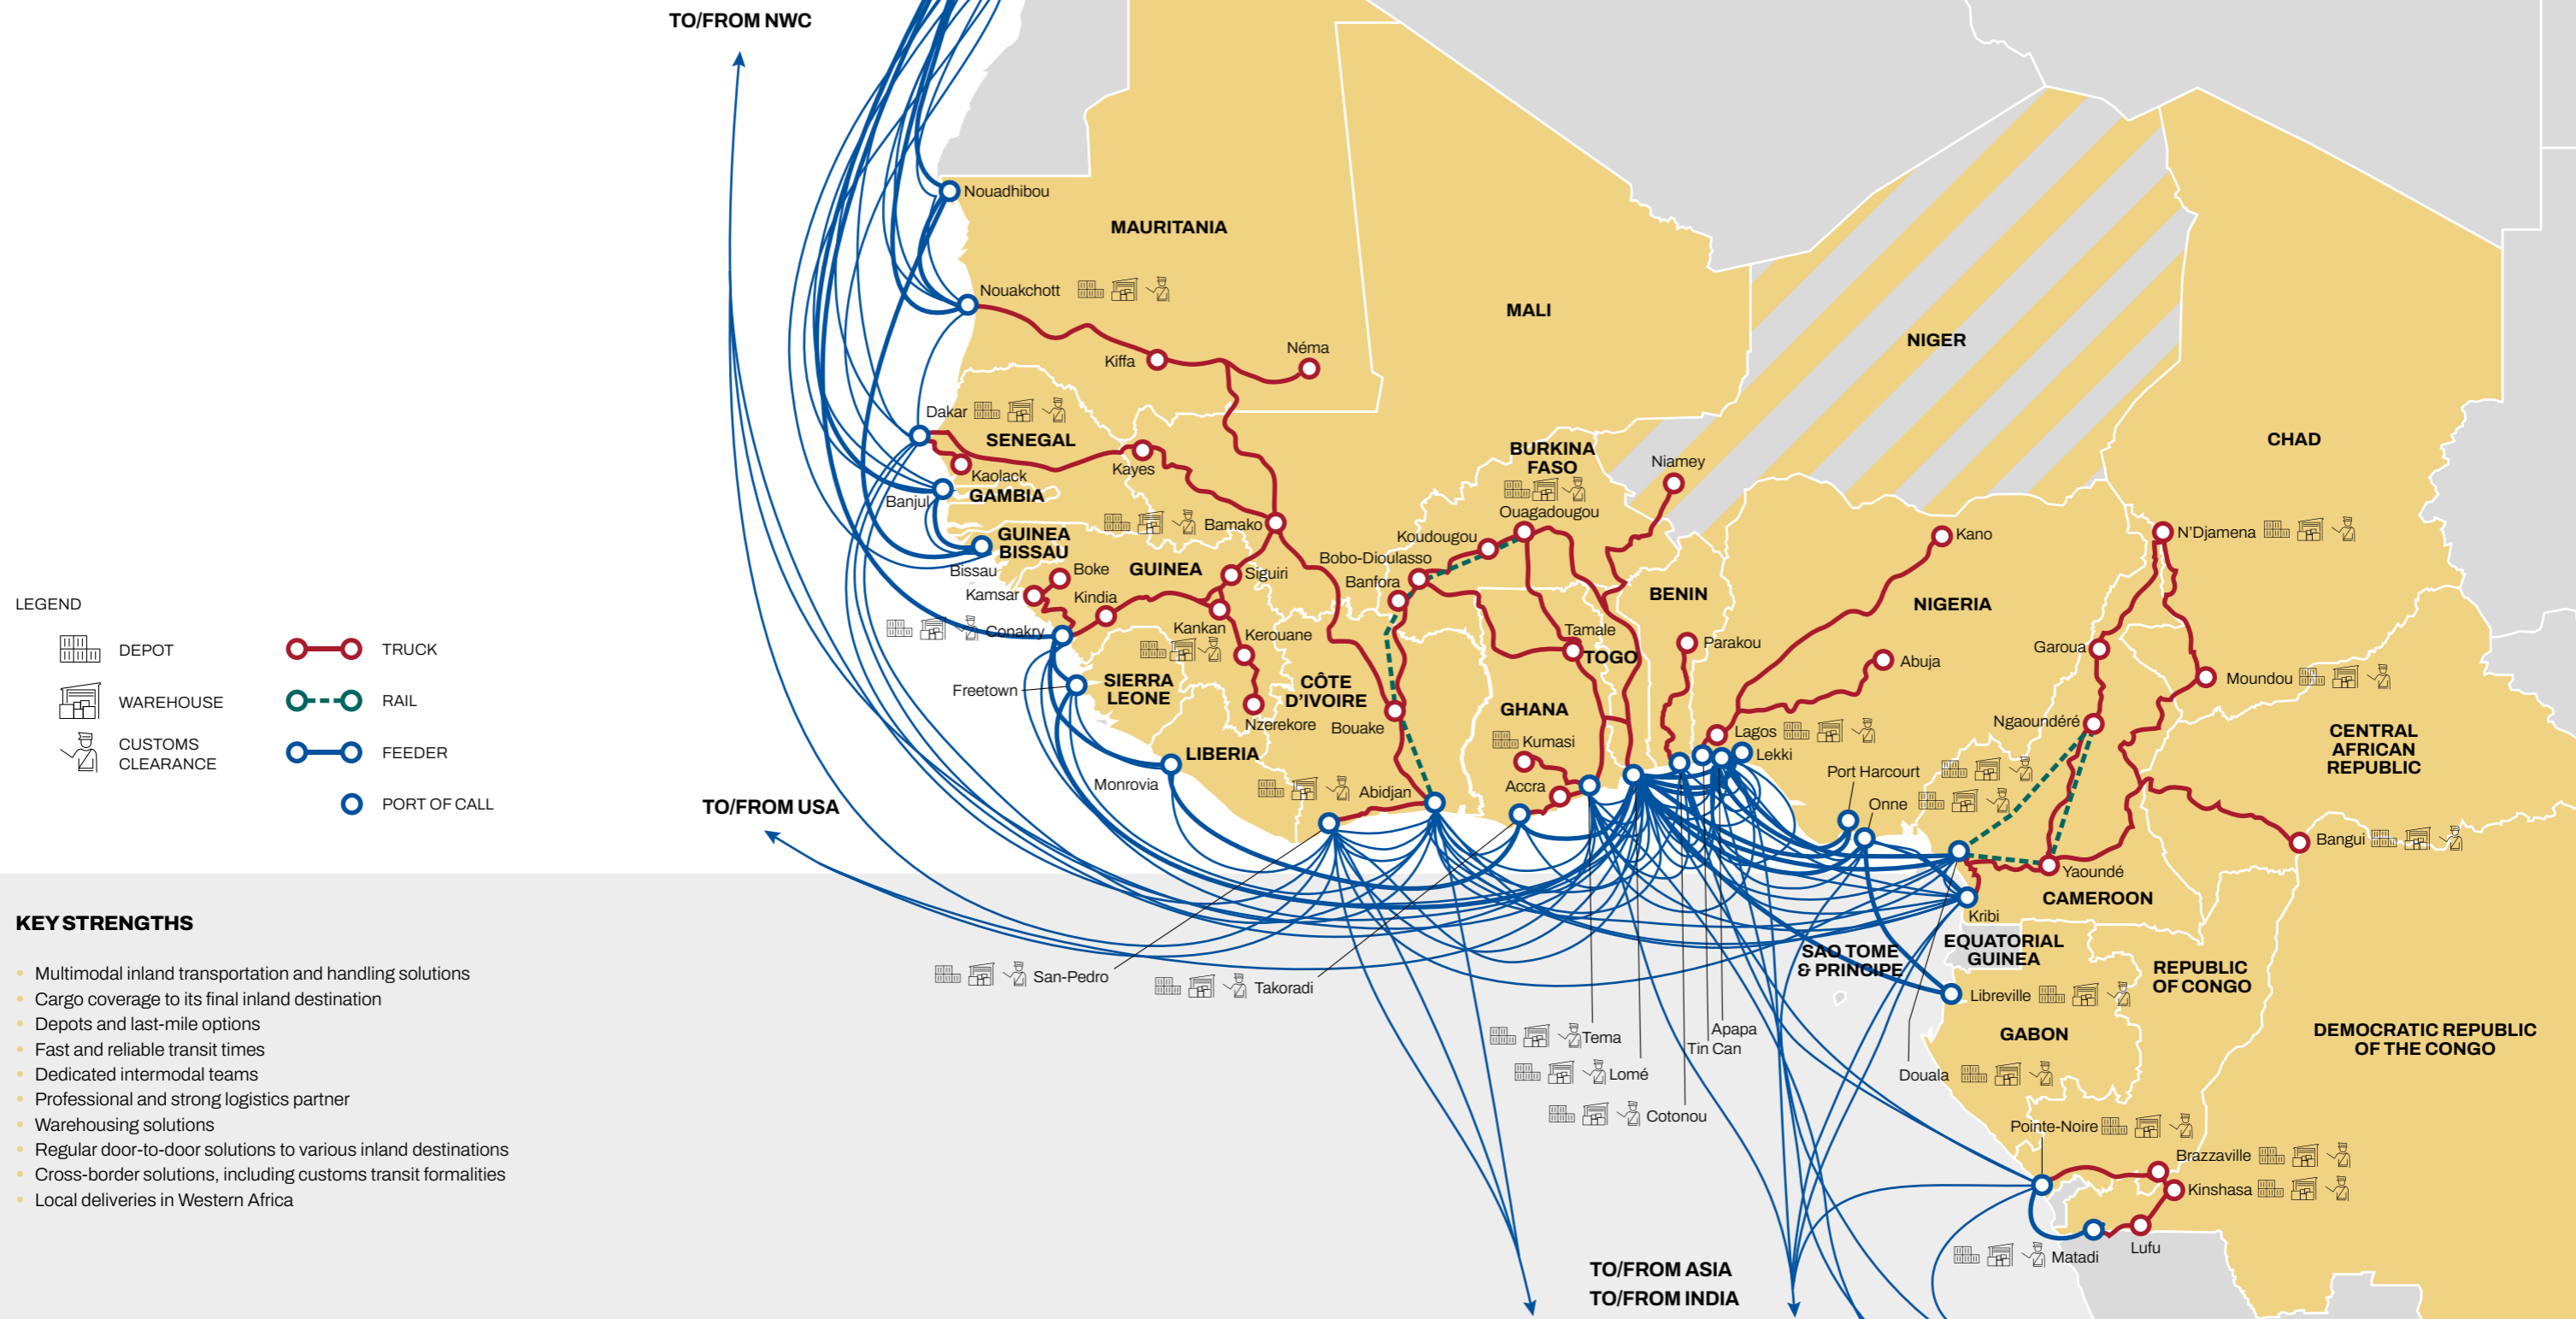 TO/FROM NWC
Nouadhibou
MAURITANIA
Nouakchott
MALI
NIGER
Kiffa
Néma
Dakar
SENEGAL
CHAD
BURKINA
FASO
Niamey
Kayes
Kaolack
GAMBIA
Banjul
Ouagadougou
Bamako
Koudougou
Kano
N'Djamena
GUINEA
BISSAU
Bobo-Dioulasso
Bissau
Boke
GUINEA
Siguiri
Banfora
BENIN
NIGERIA
Kamsar
Kindia
Conakry
Kankan
Kerouane
Tamale
TOGO
Parakou
Abuja
Garoua
Moundou
Freetown
SIERRA
LEONE
CÔTE
D'IVOIRE
GHANA
Nzerekore
Bouake
Kumasi
Lagos
Lekki
Ngaoundéré
CENTRAL
AFRICAN
REPUBLIC
LIBERIA
Monrovia
Abidjan
Accra
Port Harcourt
Onne
TO/FROM USA
Bangui
Yaoundé
CAMEROON
Kribi
SAO TOME
& PRINCIPE
EQUATORIAL
GUINEA
REPUBLIC
OF CONGO
San-Pedro
Takoradi
Libreville
GABON
DEMOCRATIC REPUBLIC
OF THE CONGO
Tema
Apapa
Tin Can
Lomé
Cotonou
Douala
Pointe-Noire
Brazzaville
Kinshasa
Matadi
Lufu
TO/FROM ASIA
TO/FROM INDIA
LEGEND
DEPOT
WAREHOUSE
CUSTOMS
CLEARANCE
TRUCK
RAIL
FEEDER
PORT OF CALL
KEY STRENGTHS
• Multimodal inland transportation and handling solutions
• Cargo coverage to its final inland destination
• Depots and last-mile options
• Fast and reliable transit times
• Dedicated intermodal teams
• Professional and strong logistics partner
• Warehousing solutions
• Regular door-to-door solutions to various inland destinations
• Cross-border solutions, including customs transit formalities
• Local deliveries in Western Africa